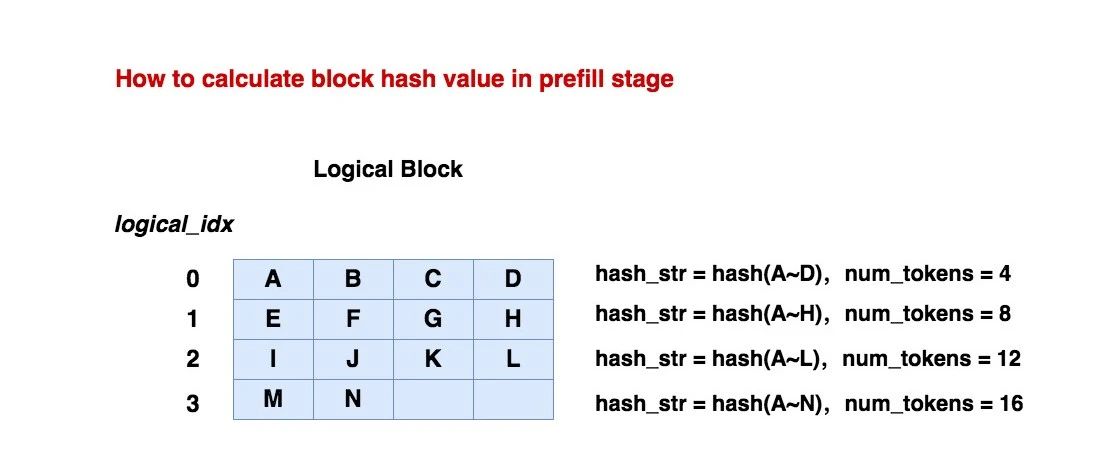 How to calculate block hash value in prefill stage
Logical Block
logical_idx
0 A B C D hash_str = hash(A~D), num_tokens = 4
1 E F G H hash_str = hash(A~H), num_tokens = 8
2 I J K L hash_str = hash(A~L), num_tokens = 12
3 M N hash_str = hash(A~N), num_tokens = 16